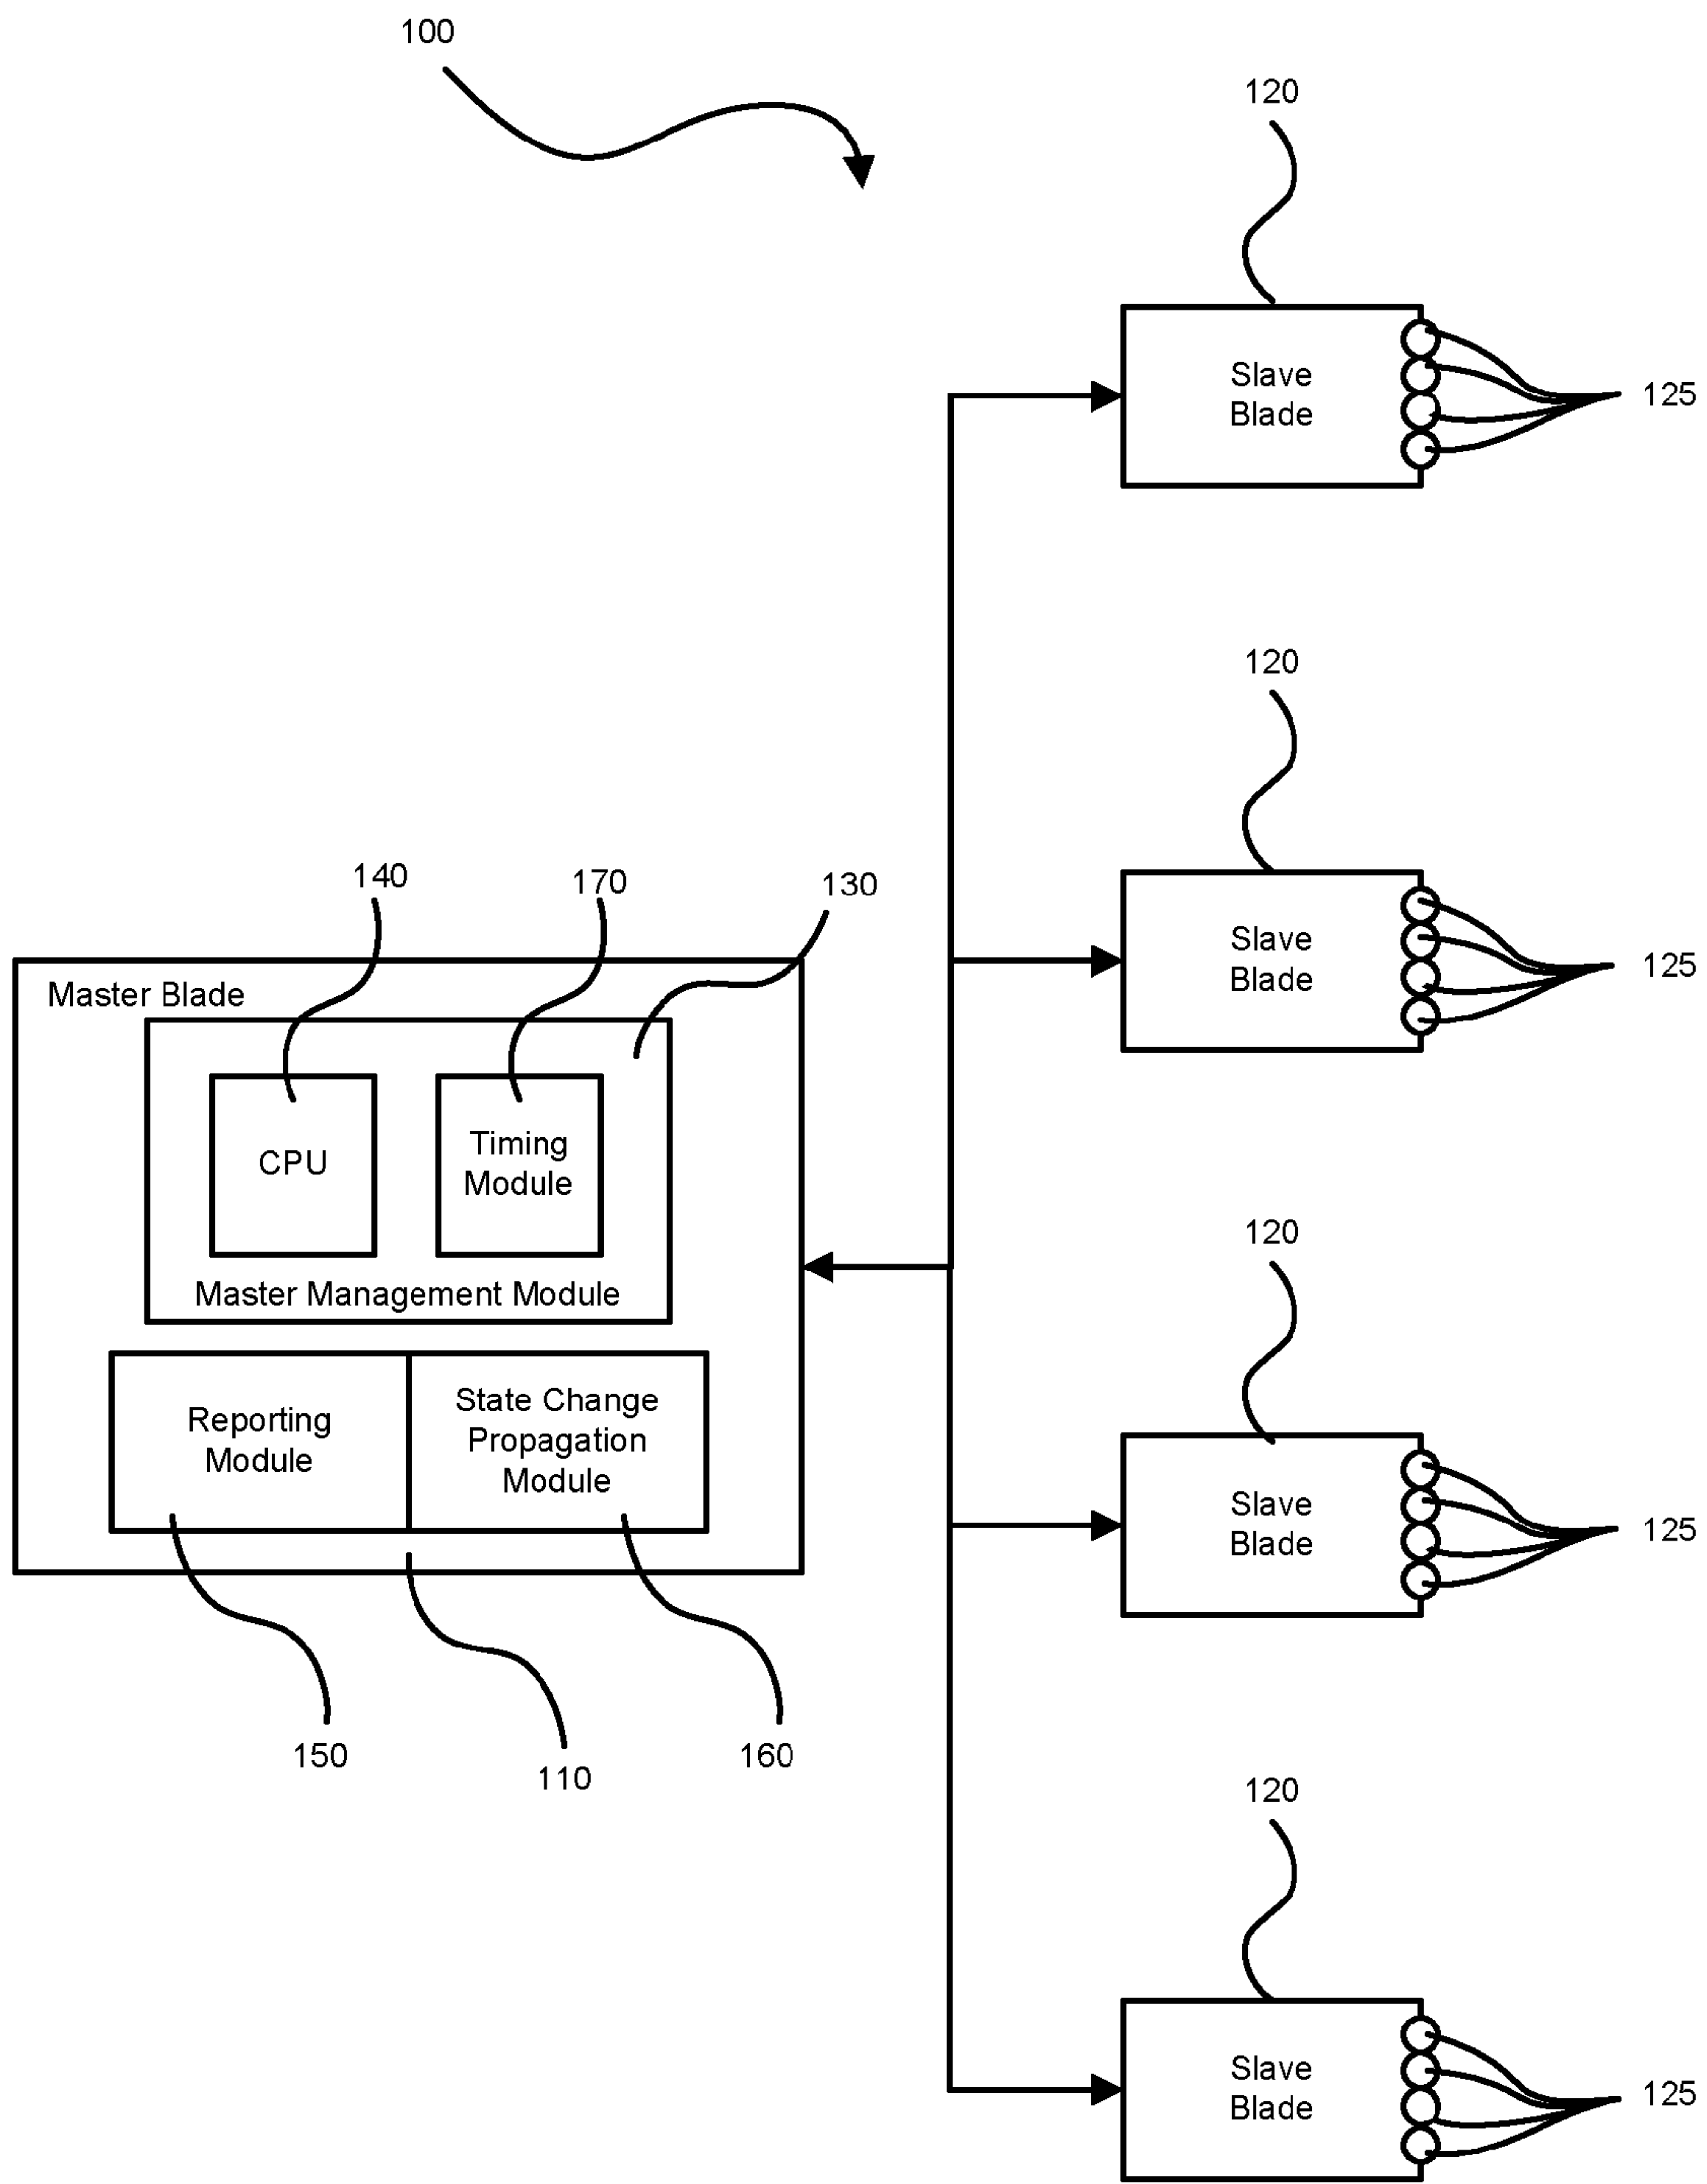 100
120
Slave
Blade
125
120
Slave
Blade
125
140
170
130
Master Blade
CPU
Timing
Module
Master Management Module
Reporting
Module
State Change
Propagation
Module
150
110
160
120
Slave
Blade
125
120
Slave
Blade
125